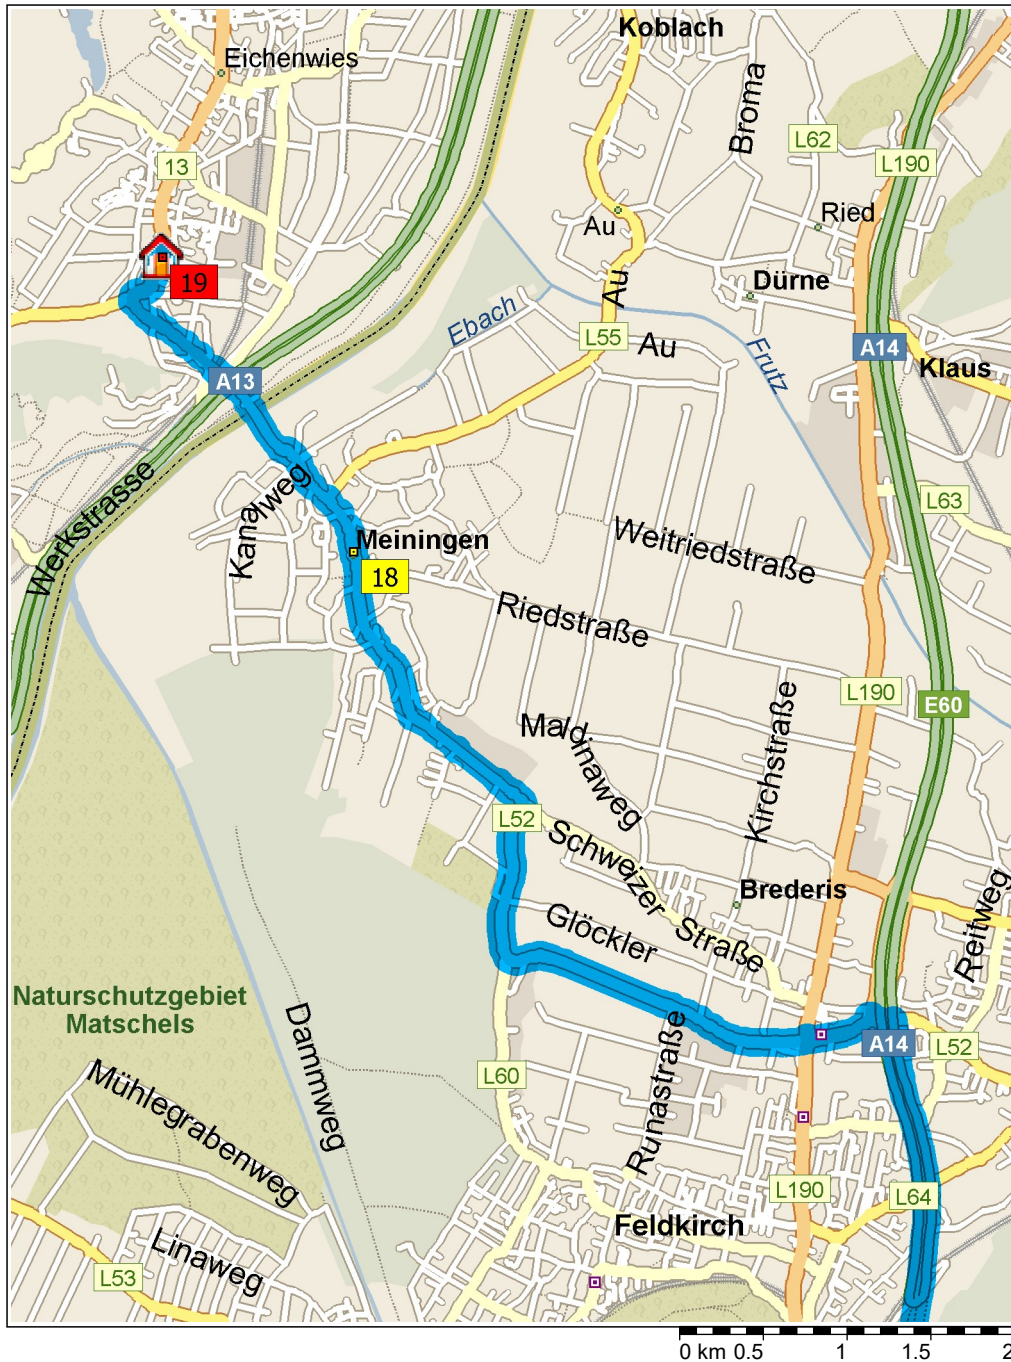 Koblach
Eichenwies
Broma
L62
L190
13
Ried
Au
Dürne
19
Au
Ebach
L55
Au
Frutz
A14
Klaus
A13
Werkstrasse
Kanalweg
L63
Meiningen
Weitriedstraße
18
Riedstraße
L190
E60
Maldinaweg
Kirchstraße
L52
Schweizer Straße
Brederis
Reitweg
Glöckler
Naturschutzgebiet
Matschels
Dammweg
Runastraße
A14
L52
L60
Mühlegrabenweg
L190
L64
Feldkirch
Linaweg
L53
0 km 0.5 1 1.5 2